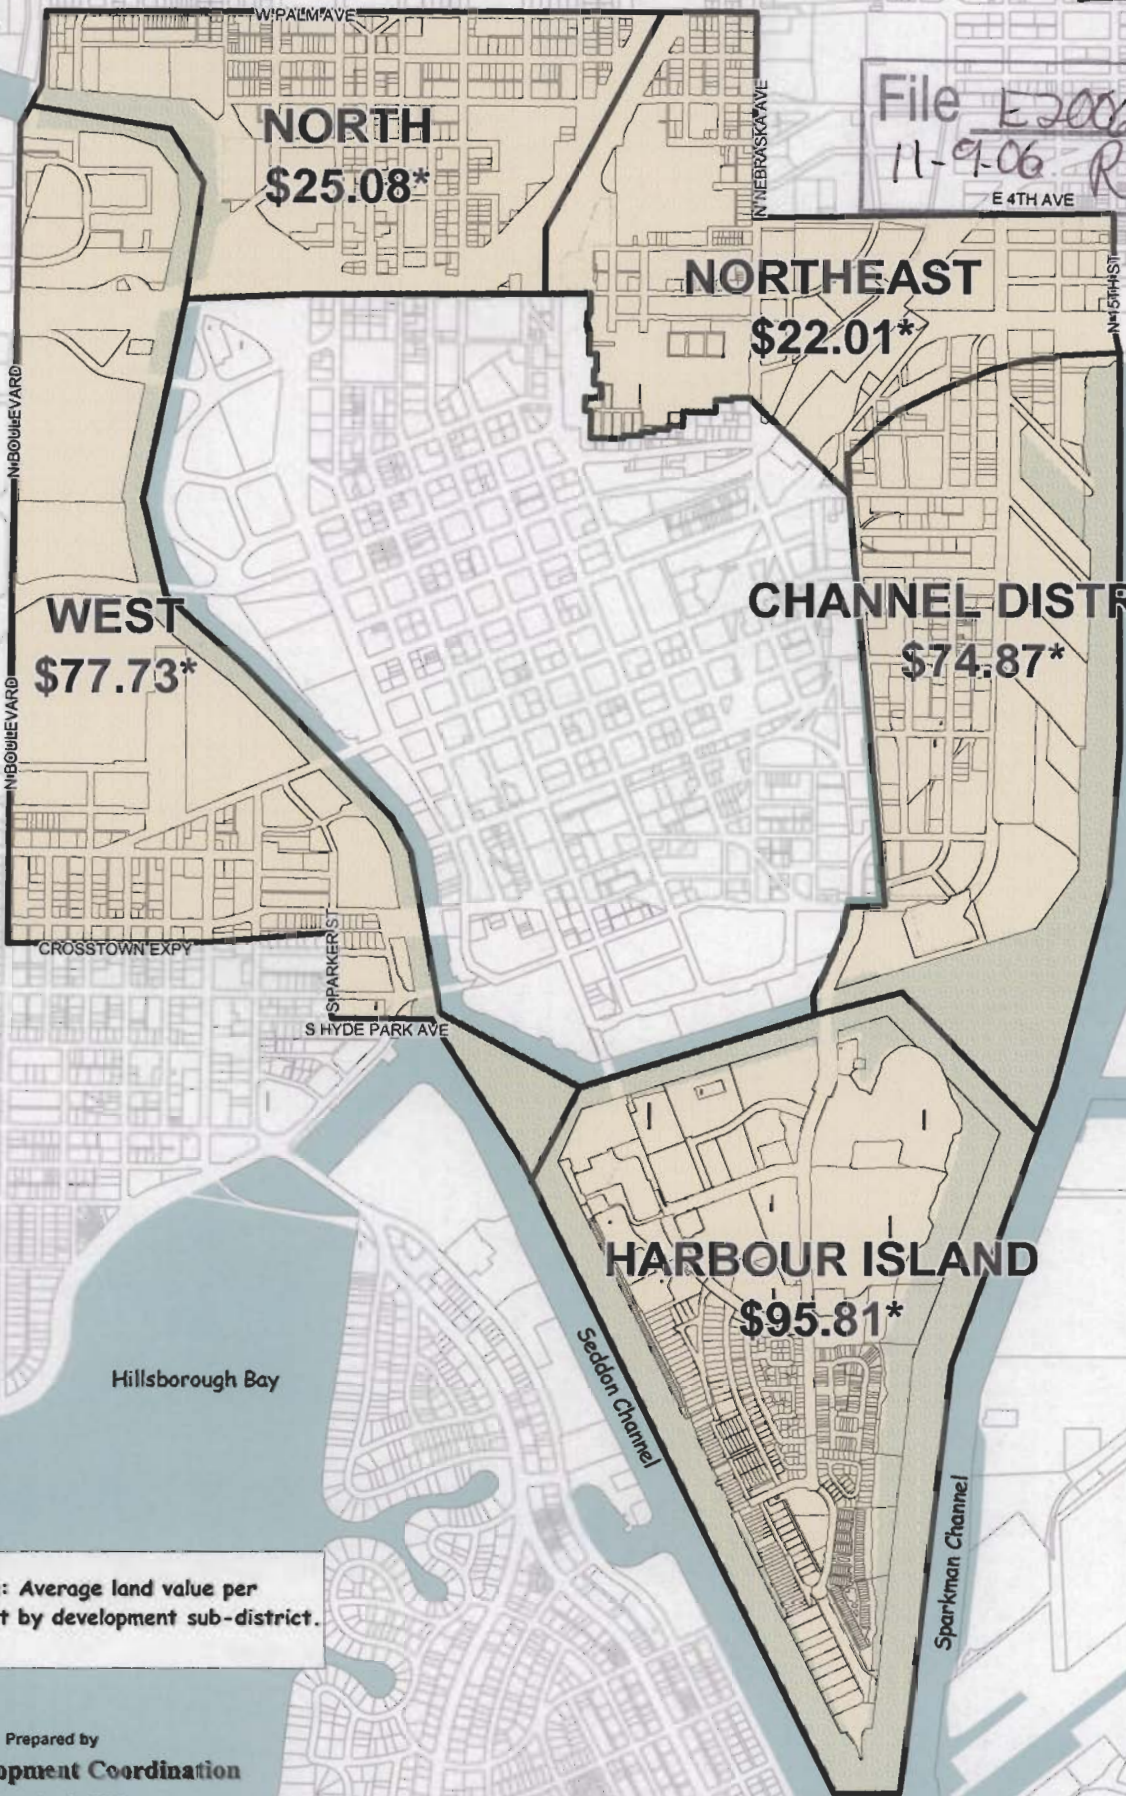 W PALM AVE
File E2006
11-9-06 R
NORTH
$25.08*
N NEBRASKA AVE
E 4TH AVE
N 15TH ST
NORTHEAST
$22.01*
N BOULEVARD
WEST
$77.73*
N BOULEVARD
CHANNEL DISTR
$74.87*
CROSSTOWN EXPY
S PARKER ST
S HYDE PARK AVE
HARBOUR ISLAND
$95.81*
Hillsborough Bay
Seddon Channel
Sparkman Channel
: Average land value per
t by development sub-district.
Prepared by
opment Coordination